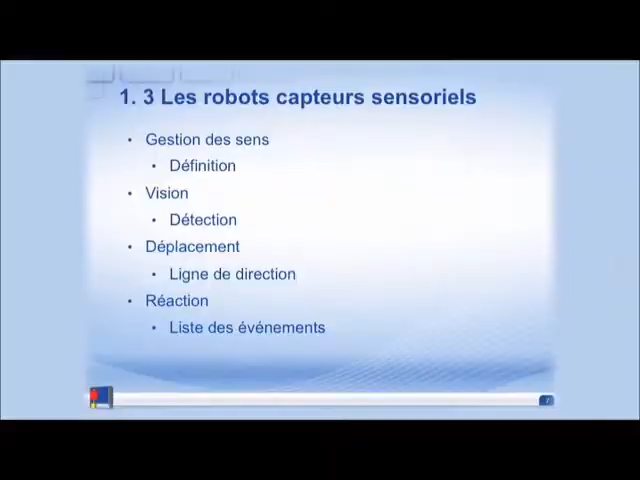 1. 3 Les robots capteurs sensoriels
• Gestion des sens
• Définition
• Vision
• Détection
• Déplacement
• Ligne de direction
• Réaction
• Liste des événements
7